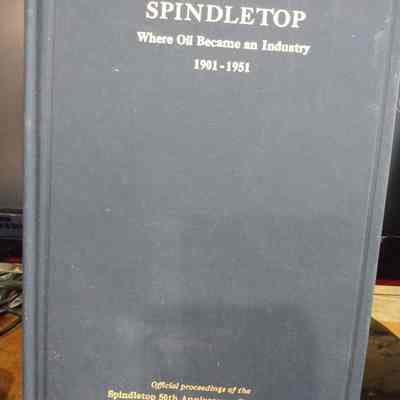 SPINDLETOP
Where Oil Became an Industry
1901-1951
Official proceedings of the
Spindletop 50th Anniversary